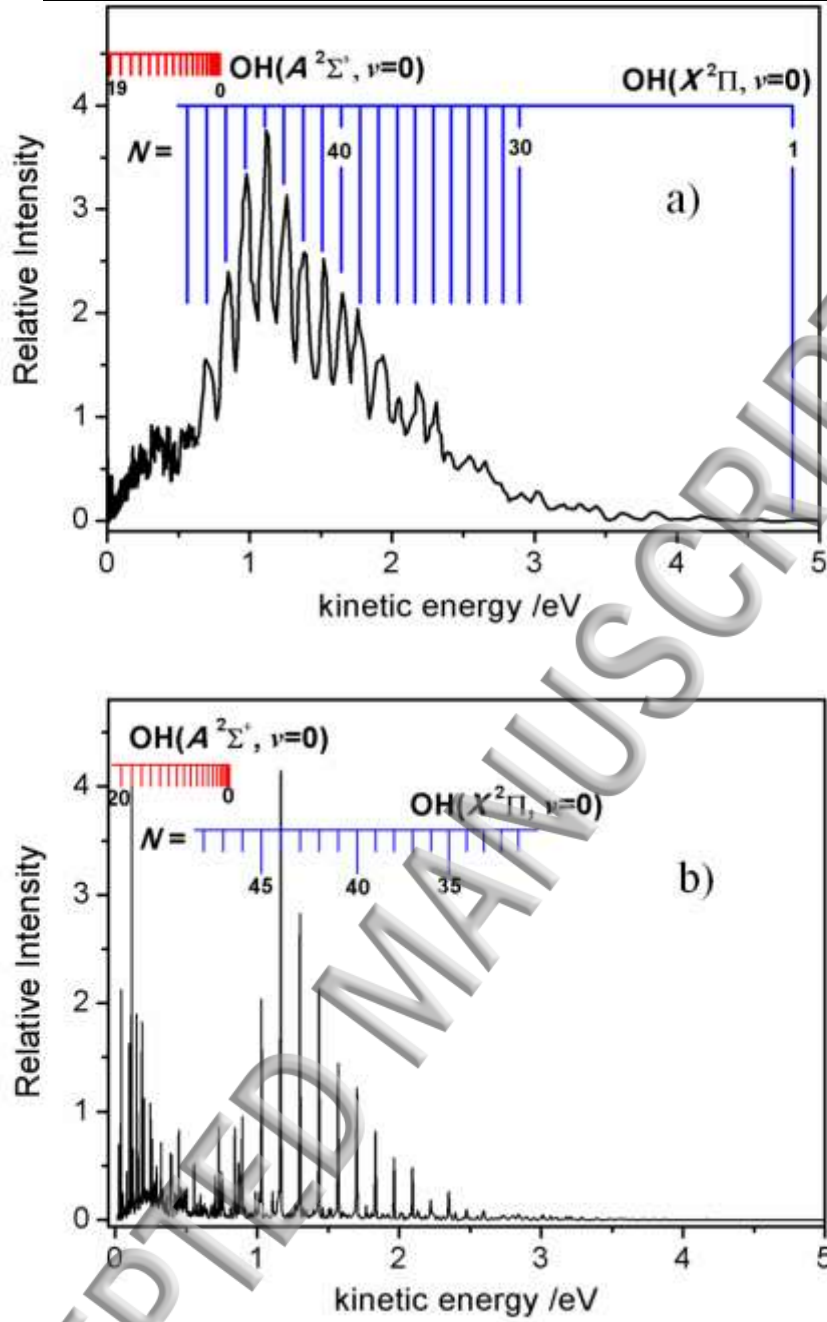 OH(A ²Σ⁺, v=0)
OH(X ²Π, v=0)
19
0
N =
40
30
1
a)
4
3
2
1
0
Relative Intensity
0
1
2
3
4
5
kinetic energy /eV
OH(A ²Σ⁺, v=0)
20
0
OH(X ²Π, v=0)
N =
45
40
35
b)
4
3
2
1
0
Relative Intensity
0
1
2
3
4
5
kinetic energy /eV
PTED MANUSCRIPT